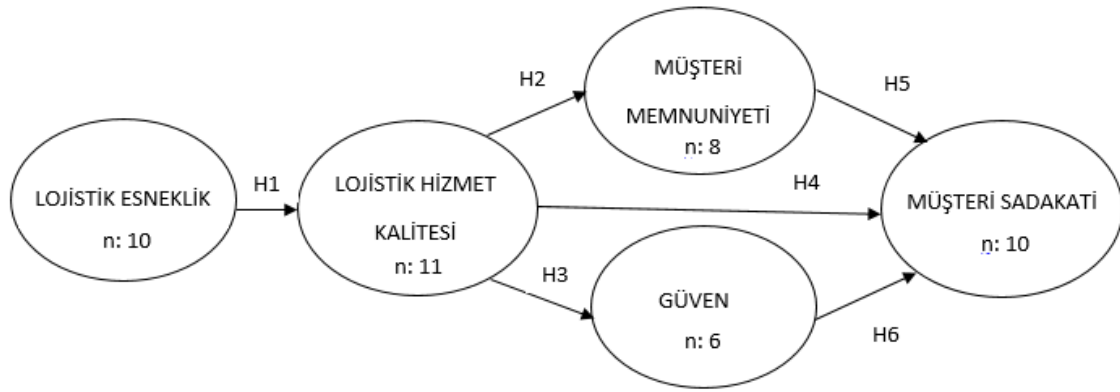 LOJİSTİK ESNEKLİK
n: 10
H1
LOJİSTİK HİZMET
KALİTESİ
n: 11
H2
MÜŞTERİ
MEMNUNİYETİ
n: 8
H3
GÜVEN
n: 6
H4
H5
H6
MÜŞTERİ SADAKATİ
n: 10